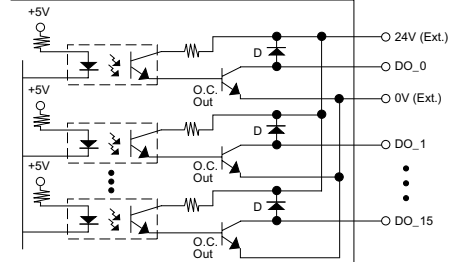 +5V
24V (Ext.)
D
DO_0
O.C.
Out
0V (Ext.)
+5V
D
DO_1
O.C.
Out
+5V
D
DO_15
O.C.
Out